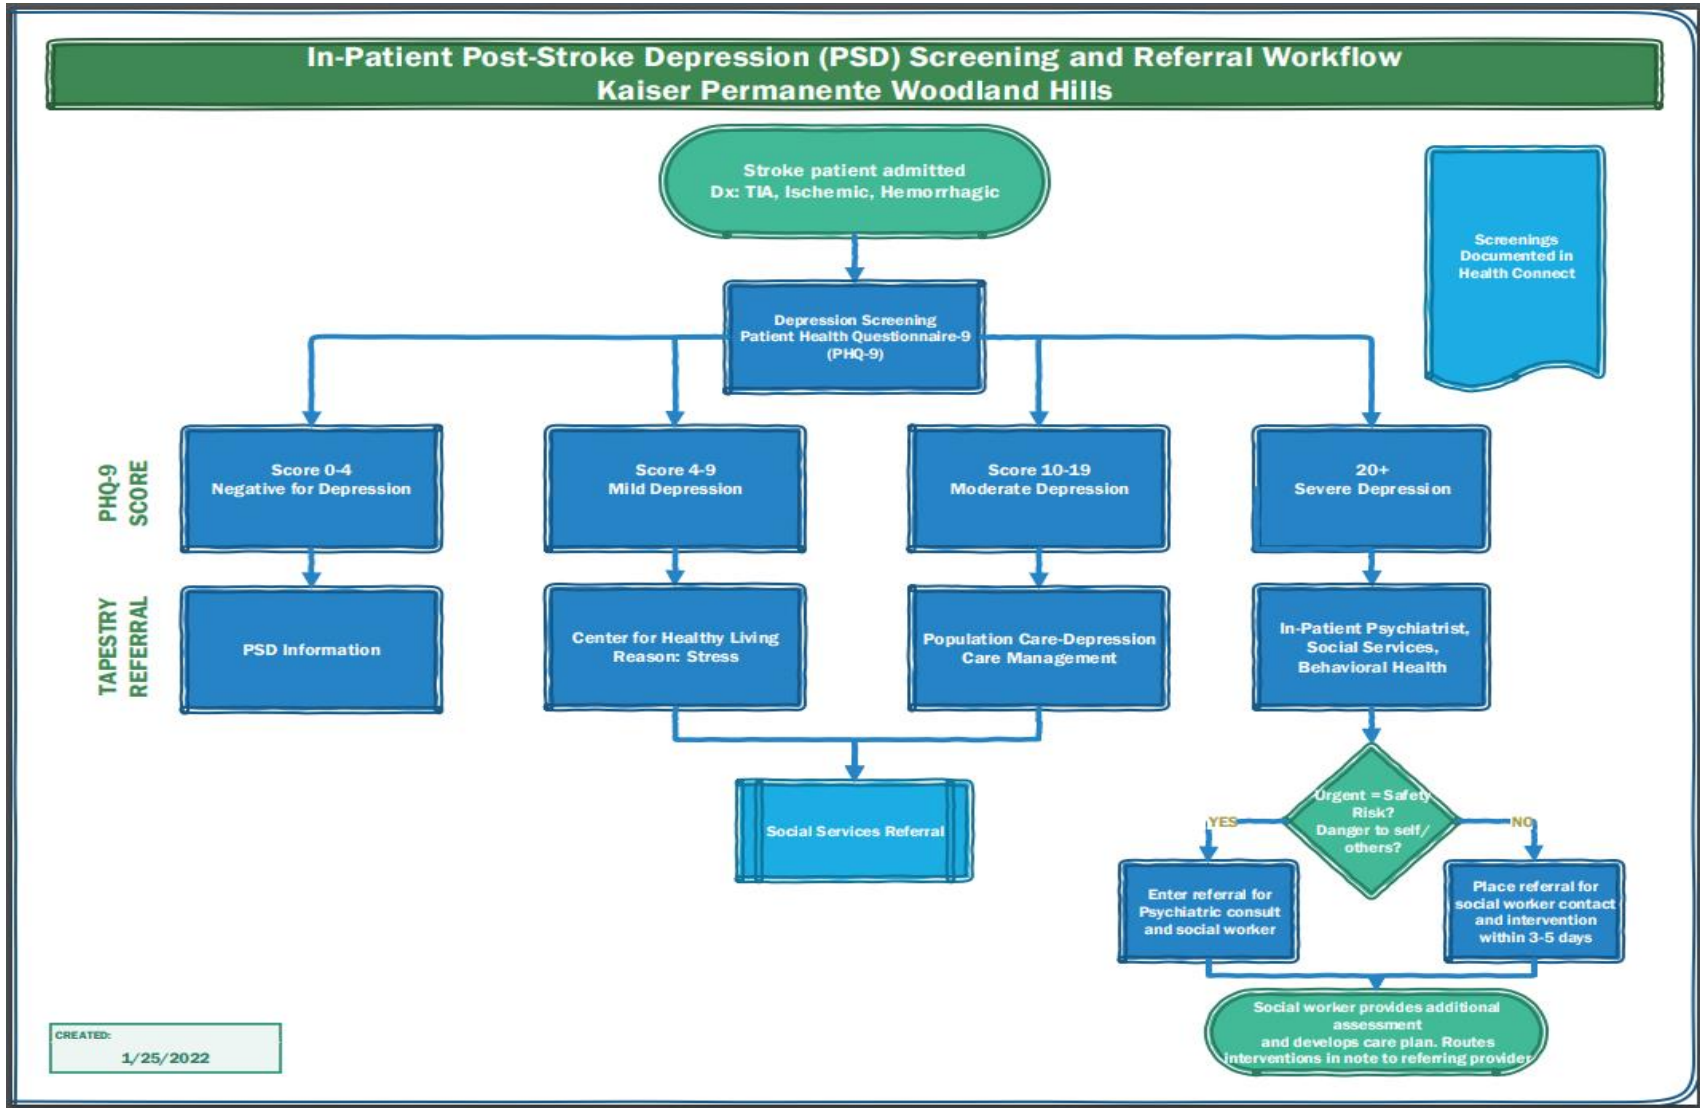 In-Patient Post-Stroke Depression (PSD) Screening and Referral Workflow
Kaiser Permanente Woodland Hills
Stroke patient admitted
Dx: TIA, Ischemic, Hemorrhagic
Screenings
Documented in
Health Connect
Depression Screening
Patient Health Questionnaire-9
(PHQ-9)
PHQ-9
SCORE
Score 0-4
Negative for Depression
Score 4-9
Mild Depression
Score 10-19
Moderate Depression
20+
Severe Depression
TAPESTRY
REFERRAL
PSD Information
Center for Healthy Living
Reason: Stress
Population Care-Depression
Care Management
In-Patient Psychiatrist,
Social Services,
Behavioral Health
Social Services Referral
Urgent = Safety
Risk?
Danger to self/
others?
YES
NO
Enter referral for
Psychiatric consult
and social worker
Place referral for
social worker contact
and intervention
within 3-5 days
Social worker provides additional
assessment
and develops care plan. Routes
interventions in note to referring provider
CREATED:
1/25/2022